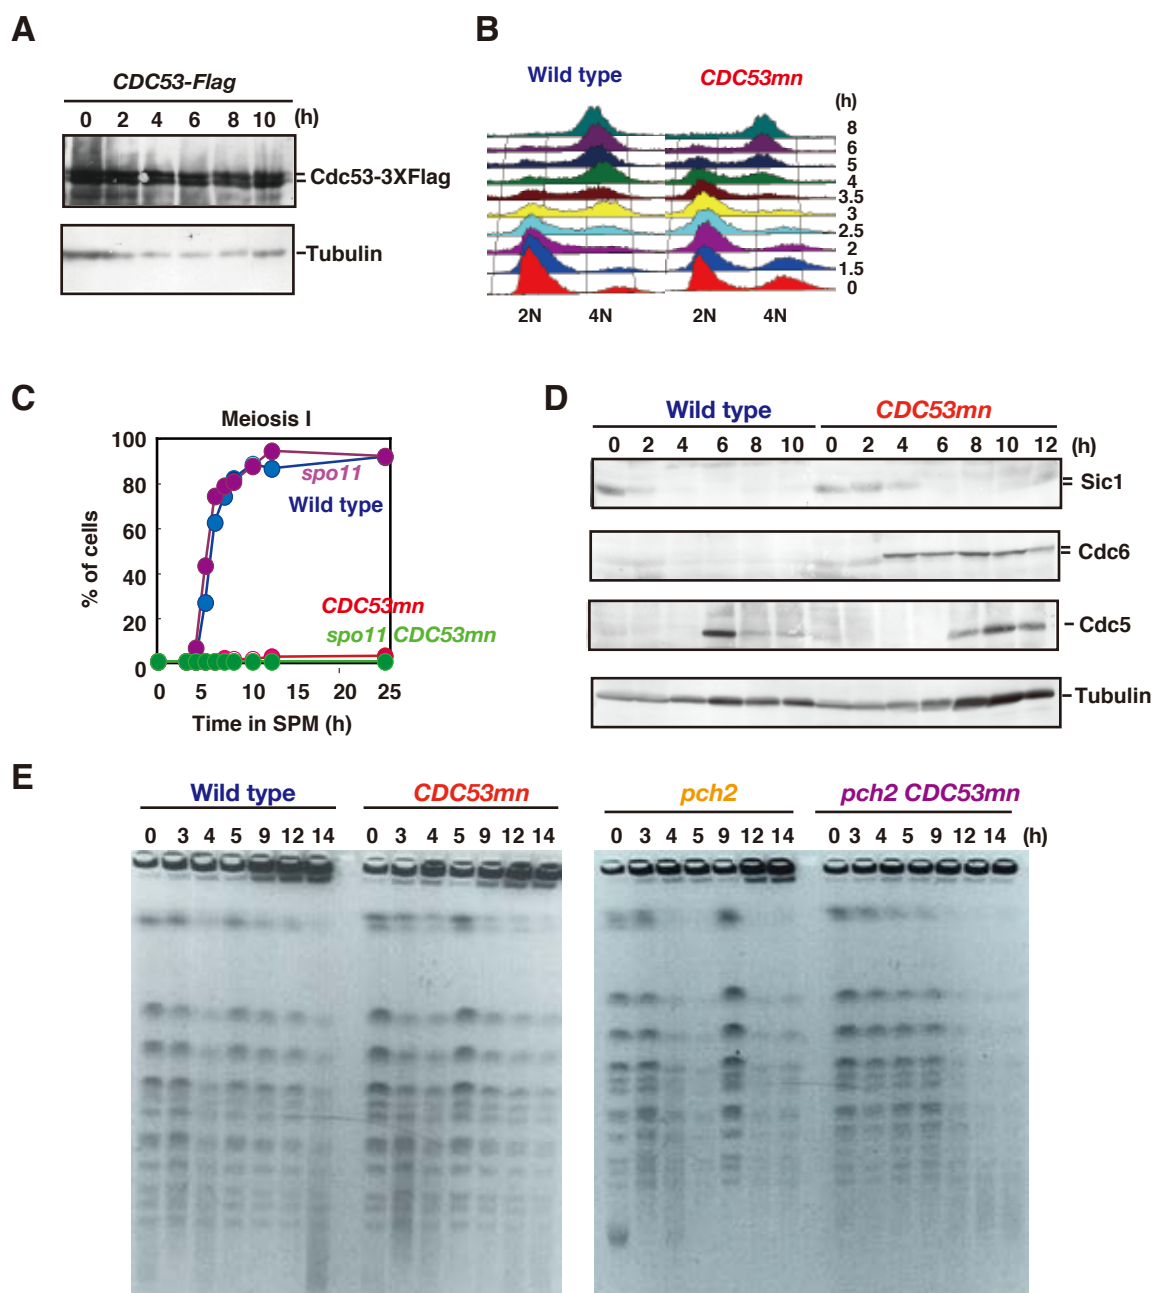 A
CDC53-Flag
0 2 4 6 8 10 (h)
Cdc53-3XFlag
Tubulin
B
Wild type CDC53mn
(h)
8
6
5
4
3.5
3
2.5
2
1.5
0
2N 4N 2N 4N
C
Meiosis I
100
80
60
40
20
0
% of cells
spo11
Wild type
CDC53mn
spo11 CDC53mn
0 5 10 15 20 25
Time in SPM (h)
D
Wild type CDC53mn
0 2 4 6 8 10 0 2 4 6 8 10 12 (h)
Sic1
Cdc6
Cdc5
Tubulin
E
Wild type CDC53mn pch2 pch2 CDC53mn
0 3 4 5 9 12 14 0 3 4 5 9 12 14 0 3 4 5 9 12 14 0 3 4 5 9 12 14 (h)